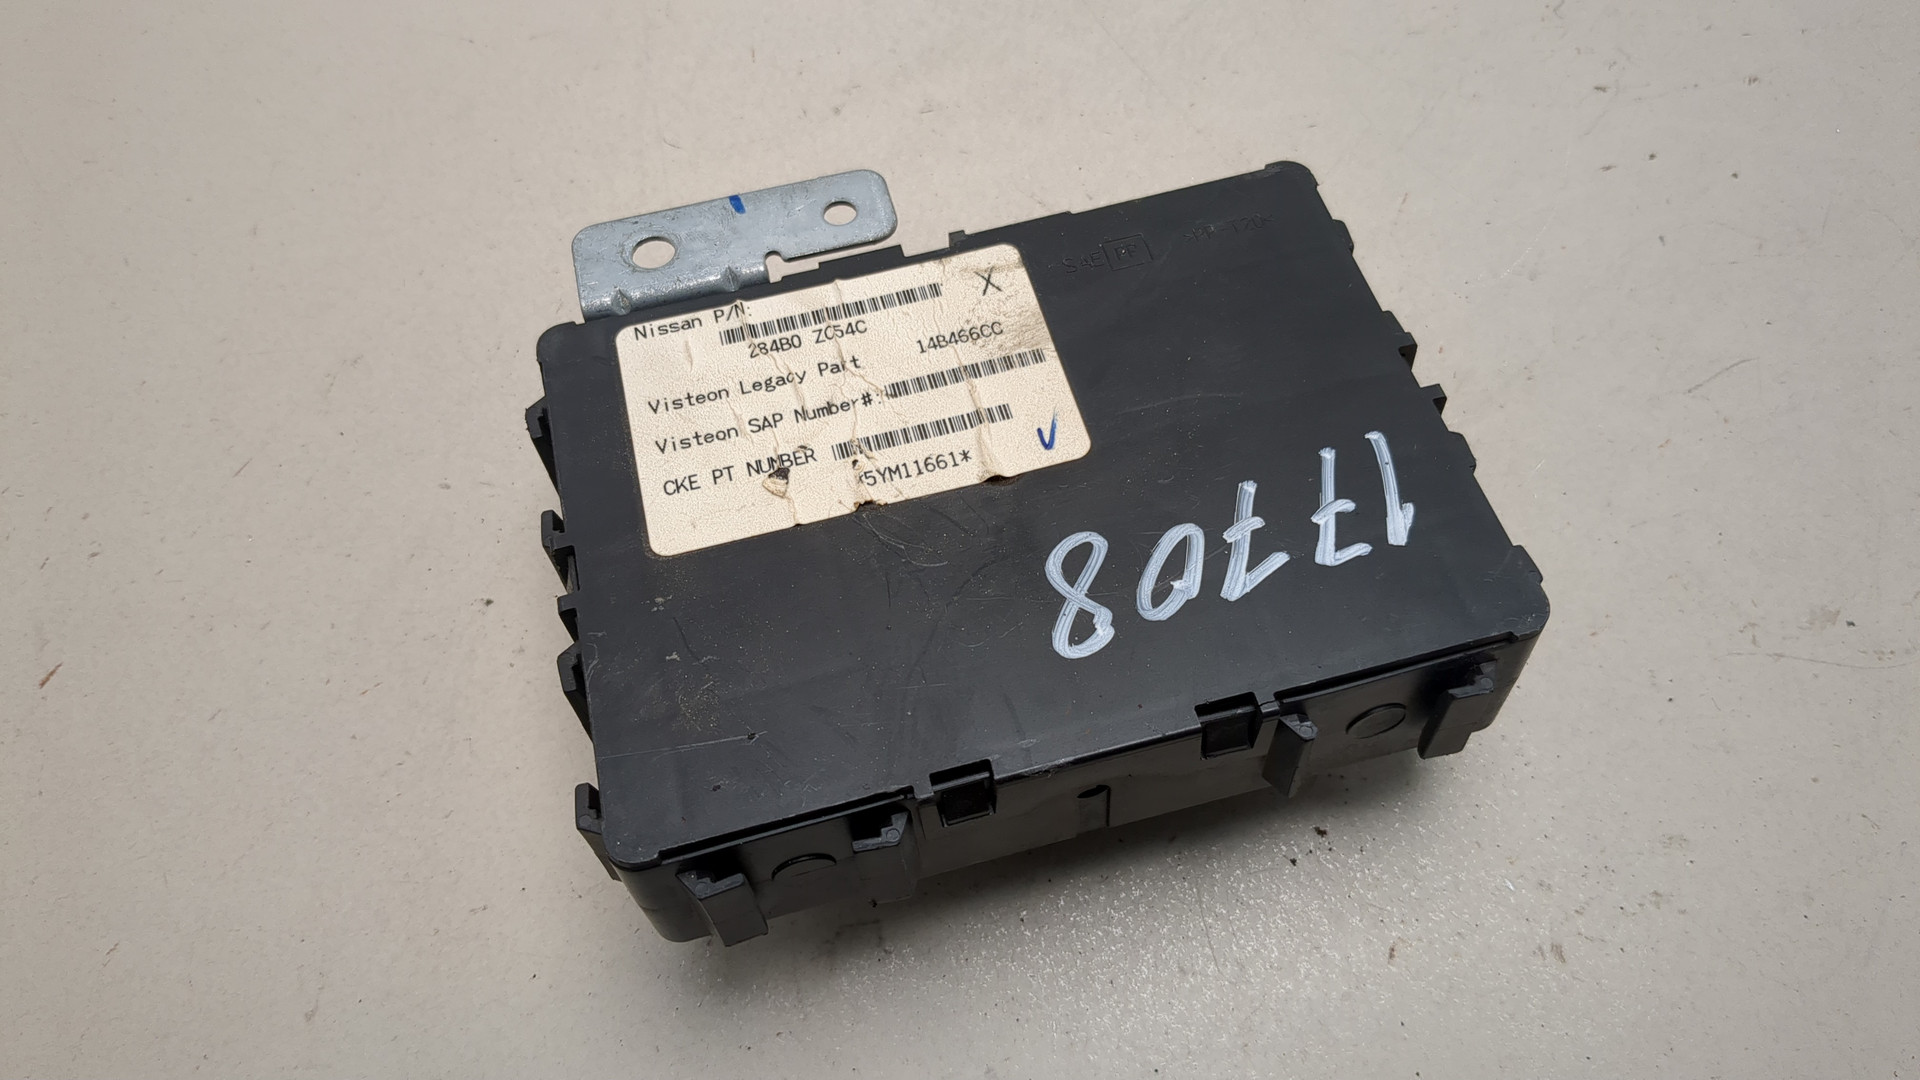 Nissan P/N:
X
284B0 ZC54C
Visteon Legacy Part 14B466CC
Visteon SAP Number#:
CKE PT NUMBER
*5YM11661*
V
17708